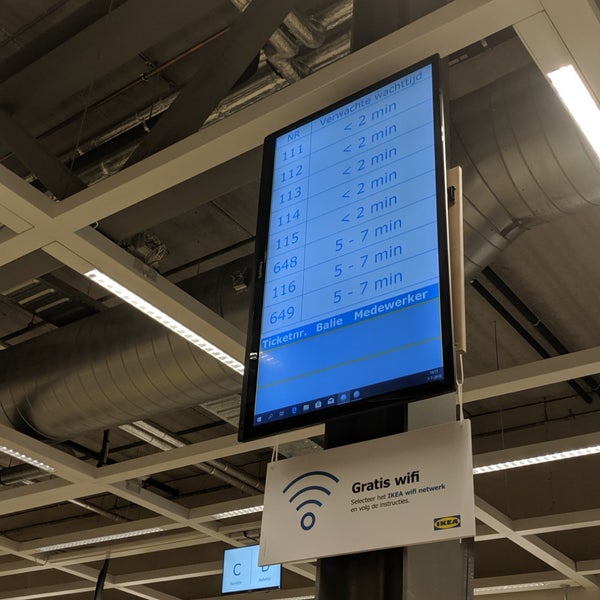 NR Verwachte wachttijd
111 < 2 min
112 < 2 min
113 < 2 min
114 < 2 min
115 < 2 min
648 5 - 7 min
116 5 - 7 min
649 5 - 7 min
Ticketnr. Balie Medewerker
Gratis wifi
Selecteer het IKEA wifi netwerk
en volg de instructies.
IKEA
C